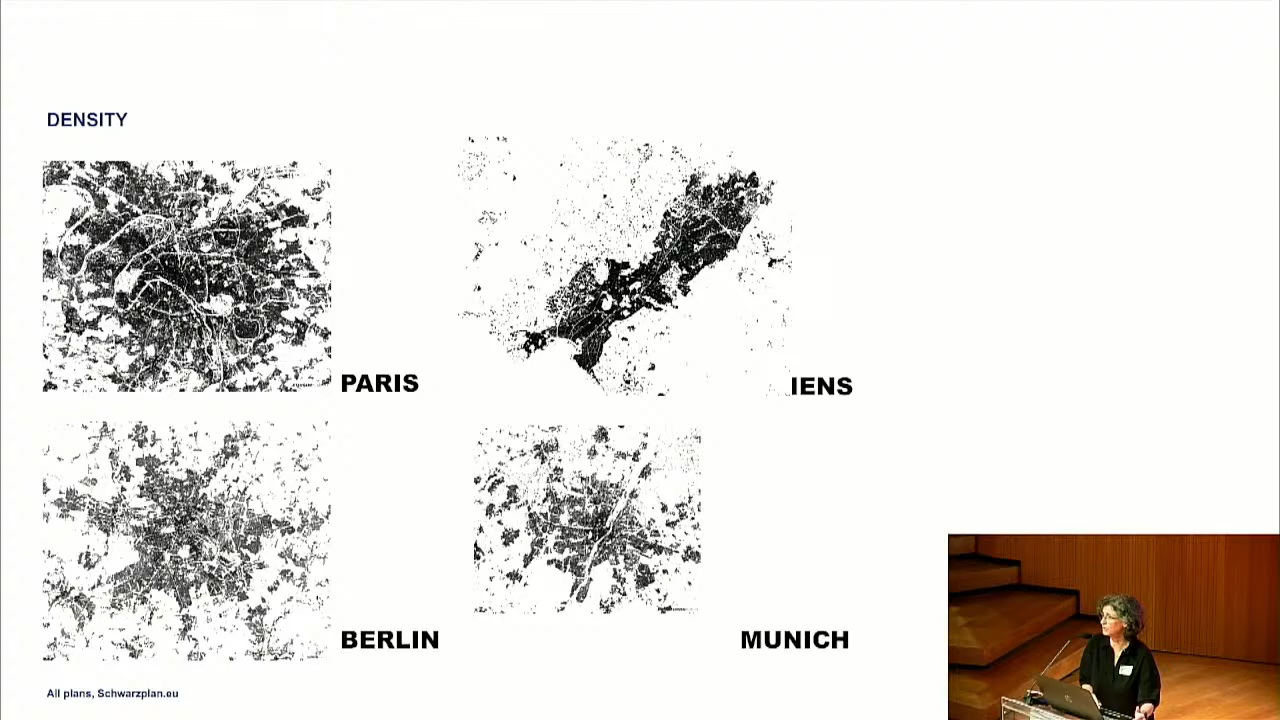 DENSITY
PARIS
IENS
BERLIN
MUNICH
All plans, Schwarzplan.eu